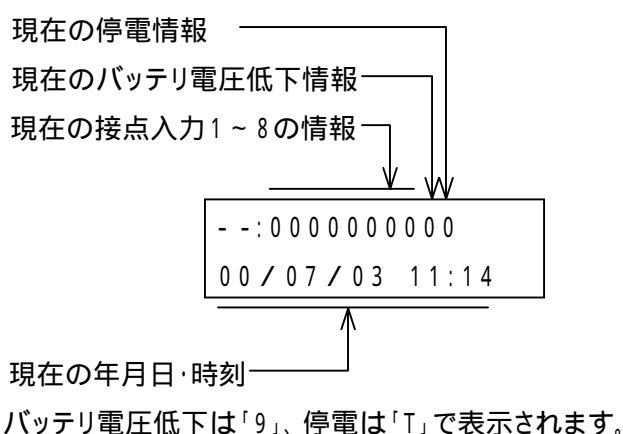 現在の停電情報
現在のバッテリ電圧低下情報
現在の接点入力1~8の情報
--:0000000000
00/07/03 11:14
現在の年月日・時刻
バッテリ電圧低下は「9」、停電は「T」で表示されます。